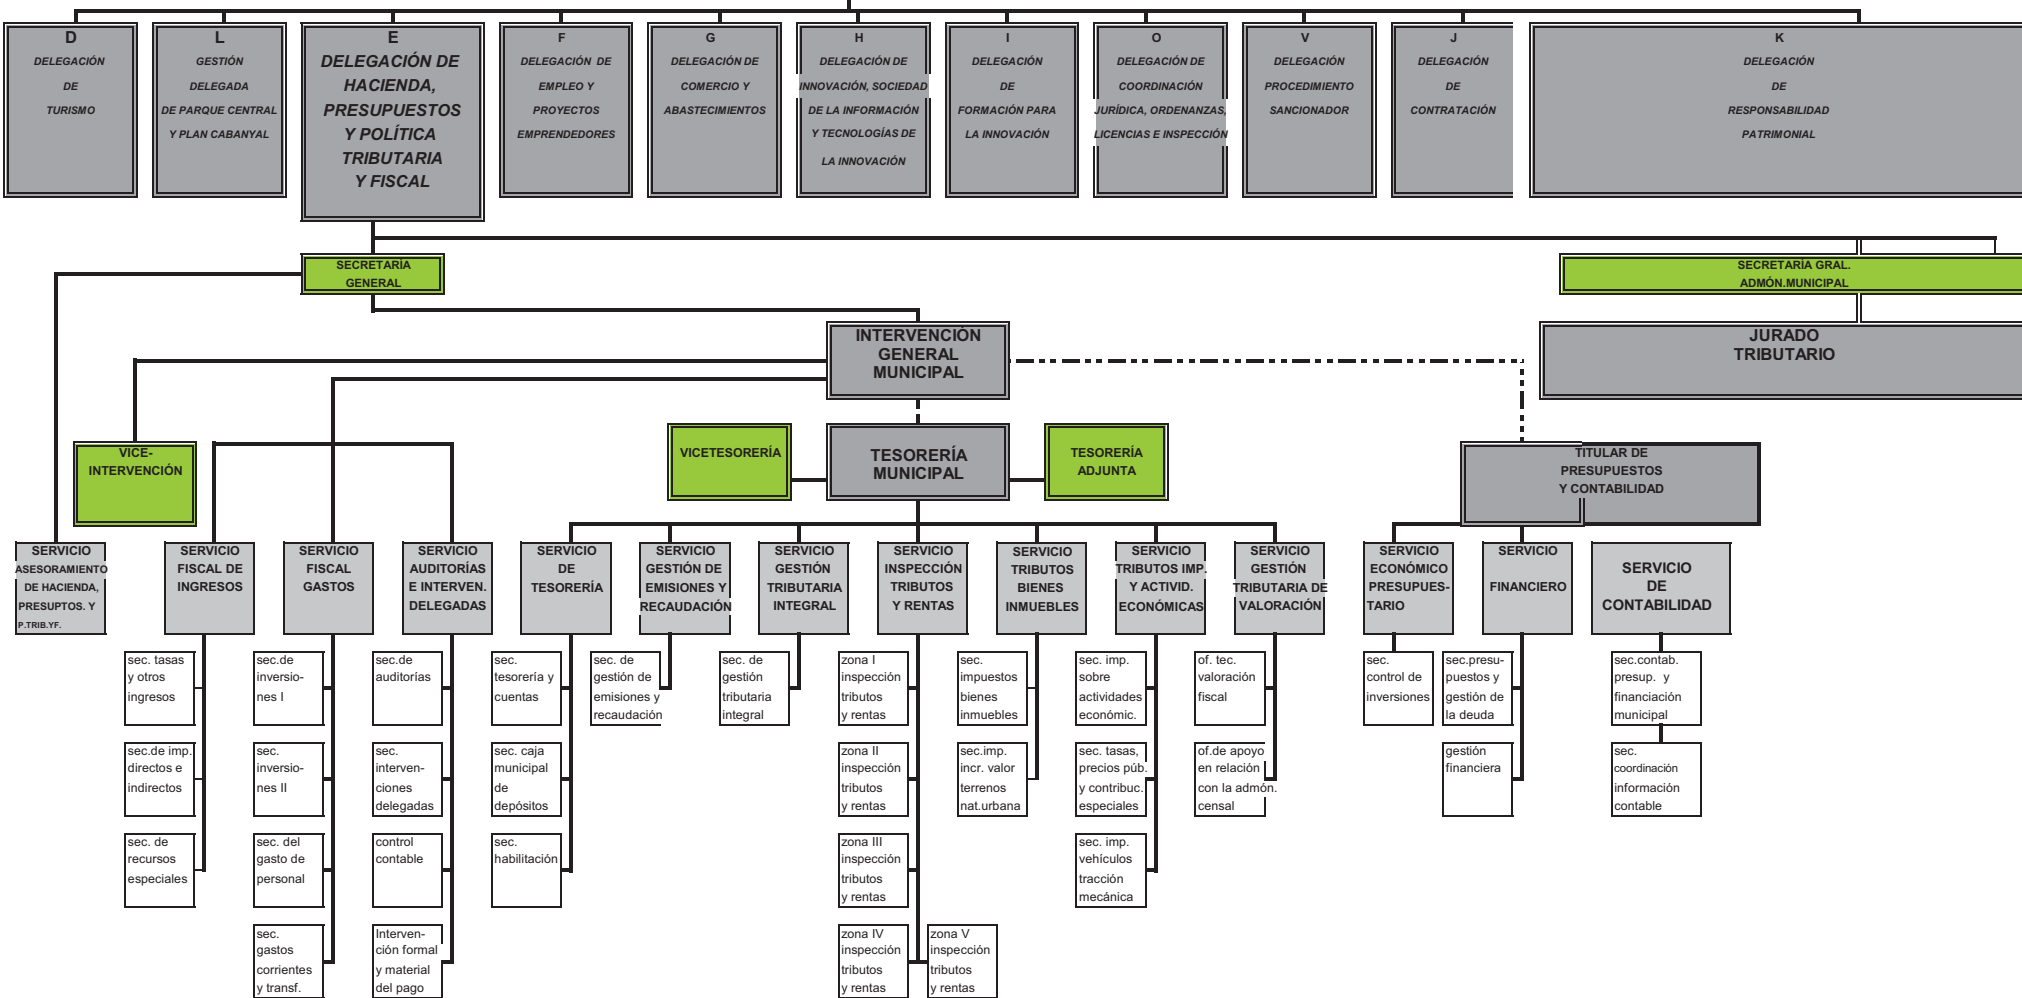 D
DELEGACIÓN
DE
TURISMO
L
GESTIÓN
DELEGADA
DE PARQUE CENTRAL
Y PLAN CABANYAL
E
DELEGACIÓN DE
HACIENDA,
PRESUPUESTOS
Y POLÍTICA
TRIBUTARIA
Y FISCAL
F
DELEGACIÓN DE
EMPLEO Y
PROYECTOS
EMPRENDEDORES
G
DELEGACIÓN DE
COMERCIO Y
ABASTECIMIENTOS
H
DELEGACIÓN DE
INNOVACIÓN, SOCIEDAD
DE LA INFORMACIÓN
Y TECNOLOGÍAS DE
LA INNOVACIÓN
I
DELEGACIÓN
DE
FORMACIÓN PARA
LA INNOVACIÓN
O
DELEGACIÓN DE
COORDINACIÓN
JURÍDICA, ORDENANZAS,
LICENCIAS E INSPECCIÓN
V
DELEGACIÓN
PROCEDIMIENTO
SANCIONADOR
J
DELEGACIÓN
DE
CONTRATACIÓN
K
DELEGACIÓN
DE
RESPONSABILIDAD
PATRIMONIAL
SECRETARÍA
GENERAL
SECRETARÍA GRAL.
ADMÓN.MUNICIPAL
INTERVENCIÓN
GENERAL
MUNICIPAL
JURADO
TRIBUTARIO
VICE-
INTERVENCIÓN
VICETESORERÍA
TESORERÍA
MUNICIPAL
TESORERÍA
ADJUNTA
TITULAR DE
PRESUPUESTOS
Y CONTABILIDAD
SERVICIO
ASESORAMIENTO
DE HACIENDA,
PRESUPTOS. Y
P.TRIB.YF.
SERVICIO
FISCAL DE
INGRESOS
SERVICIO
FISCAL
GASTOS
SERVICIO
AUDITORÍAS
E INTERVEN.
DELEGADAS
SERVICIO
DE
TESORERÍA
SERVICIO
GESTIÓN DE
EMISIONES Y
RECAUDACIÓN
SERVICIO
GESTIÓN
TRIBUTARIA
INTEGRAL
SERVICIO
INSPECCIÓN
TRIBUTOS
Y RENTAS
SERVICIO
TRIBUTOS
BIENES
INMUEBLES
SERVICIO
TRIBUTOS IMP.
Y ACTIVID.
ECONÓMICAS
SERVICIO
GESTIÓN
TRIBUTARIA DE
VALORACIÓN
SERVICIO
ECONÓMICO
PRESUPUES-
TARIO
SERVICIO
FINANCIERO
SERVICIO
DE
CONTABILIDAD
sec. tasas
y otros
ingresos
sec.de
inversio-
nes I
sec.de
auditorías
sec.
tesorería y
cuentas
sec. de
gestión de
emisiones y
recaudación
sec. de
gestión
tributaria
integral
zona I
inspección
tributos
y rentas
sec.
impuestos
bienes
inmuebles
sec. imp.
sobre
actividades
económic.
of. tec.
valoración
fiscal
sec.
control de
inversiones
sec.presu-
puestos y
gestión de
la deuda
sec.contab.
presup. y
financiación
municipal
sec.de imp.
directos e
indirectos
sec.
inversio-
nes II
sec.
interven-
ciones
delegadas
sec. caja
municipal
de
depósitos
zona II
inspección
tributos
y rentas
sec.imp.
incr. valor
terrenos
nat.urbana
sec. tasas,
precios púb.
y contribuc.
especiales
of.de apoyo
en relación
con la admón.
censal
gestión
financiera
sec.
coordinación
información
contable
sec. de
recursos
especiales
sec. del
gasto de
personal
control
contable
sec.
habilitación
zona III
inspección
tributos
y rentas
sec. imp.
vehículos
tracción
mecánica
sec.
gastos
corrientes
y transf.
Interven-
ción formal
y material
del pago
zona IV
inspección
tributos
y rentas
zona V
inspección
tributos
y rentas